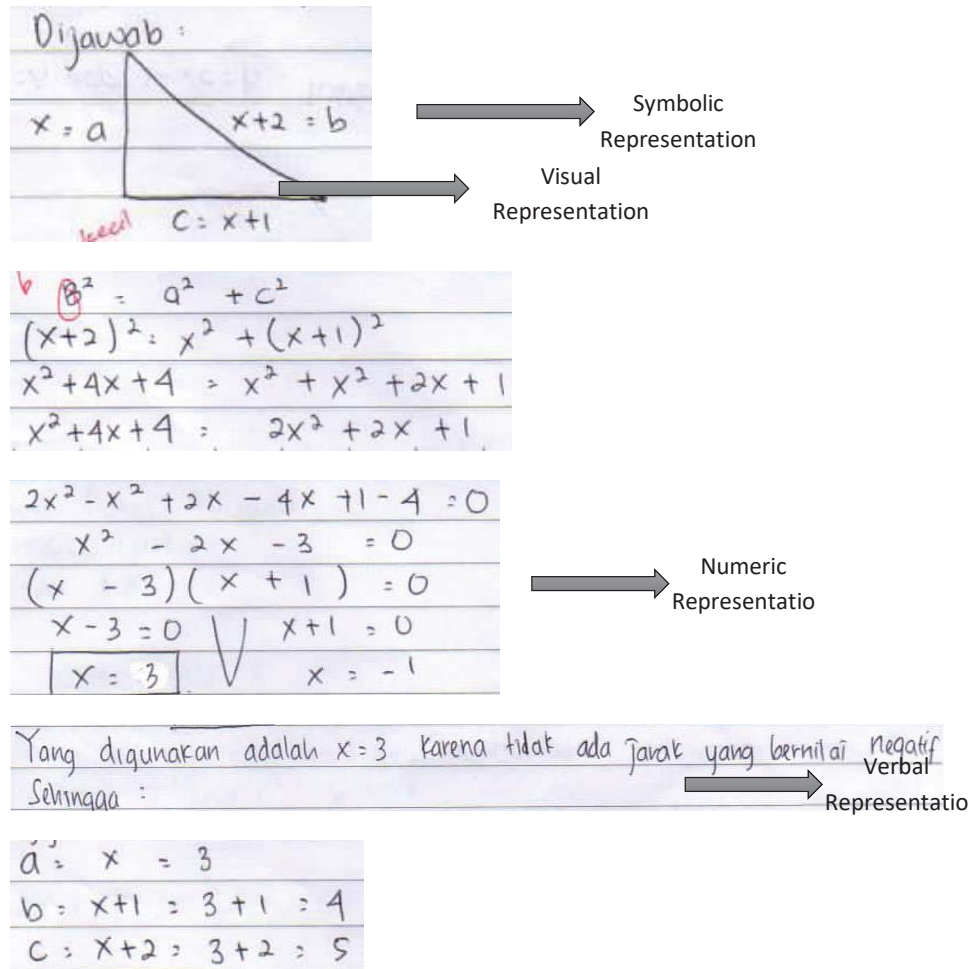 Dijawab :
x = a
x+2 = b
Symbolic
Representation
Visual
Representation
kecil
c = x+1
b
B² = a² + c²
(x+2)² = x² + (x+1)²
x² + 4x + 4 = x² + x² + 2x + 1
x² + 4x + 4 = 2x² + 2x + 1
2x² - x² + 2x - 4x + 1 - 4 = 0
x² - 2x - 3 = 0
(x - 3)(x + 1) = 0
x - 3 = 0 V x + 1 = 0
x = 3 x = -1
Numeric
Representatio
Yang digunakan adalah x = 3 karena tidak ada jarak yang bernilai negatif
Sehingga :
Verbal
Representatio
a = x = 3
b = x+1 = 3 + 1 = 4
c = x+2 = 3+2 = 5